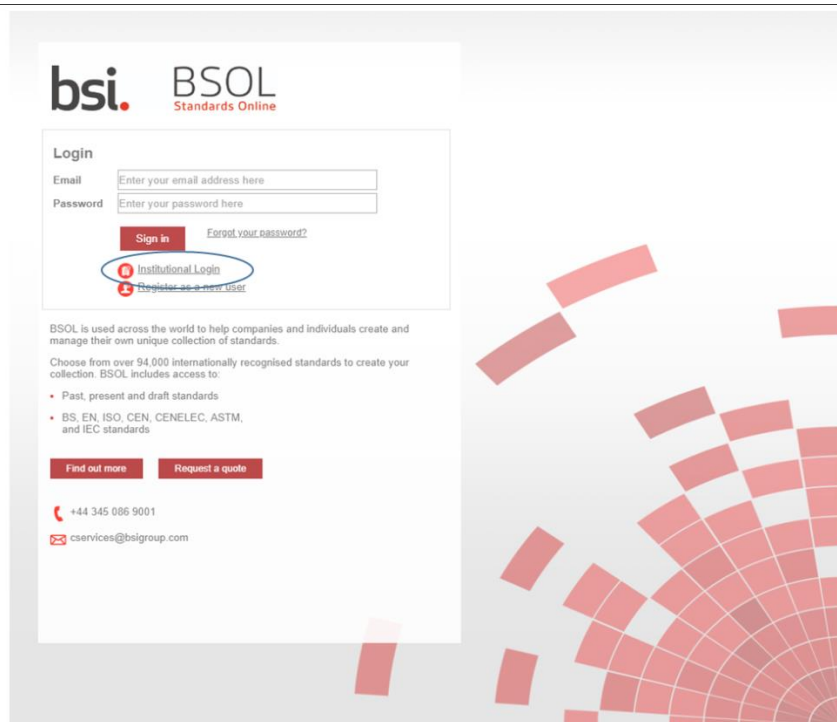 bsi.
BSOL
Standards Online
Login
Email
Enter your email address here
Password
Enter your password here
Sign in
Forgot your password?
Institutional Login
Register as a new user
BSOL is used across the world to help companies and individuals create and
manage their own unique collection of standards.
Choose from over 94,000 internationally recognised standards to create your
collection. BSOL includes access to:
• Past, present and draft standards
• BS, EN, ISO, CEN, CENELEC, ASTM,
and IEC standards
Find out more
Request a quote
+44 345 086 9001
cservices@bsigroup.com